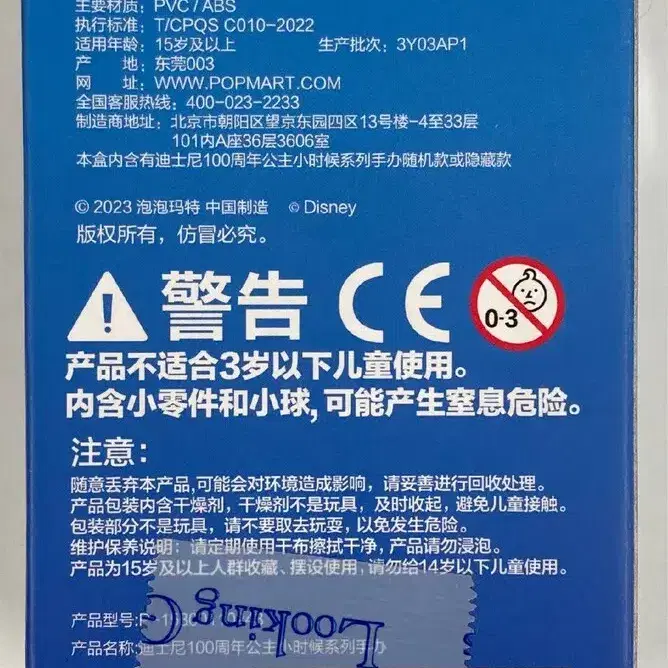 主要材质：PVC/ABS
执行标准：T/CPQS C010-2022
适用年龄：15岁及以上 生产批次：3Y03AP1
产 地：东莞003
网 址：WWW.POPMART.COM
全国客服热线：400-023-2233
制造商地址：北京市朝阳区望京东园四区13号楼-4至33层
101内A座36层3606室
本盒内含有迪士尼100周年公主小时候系列手办随机款或隐藏款
© 2023 泡泡玛特 中国制造 © Disney
版权所有，仿冒必究。
警告 CE 0-3
产品不适合3岁以下儿童使用。
内含小零件和小球，可能产生窒息危险。
注意：
随意丢弃本产品,可能会对环境造成影响，请妥善进行回收处理。
产品包装内含干燥剂，干燥剂不是玩具，及时收起，避免儿童接触。
包装部分不是玩具，请不要取去玩耍，以免发生危险。
维护保养说明：请定期使用干布擦拭干净，产品请勿浸泡。
产品为15岁及以上人群收藏、摆设使用，请勿给14岁以下儿童使用。
产品型号：
Looking
产品名称：迪士尼100周年公主小时候系列手办